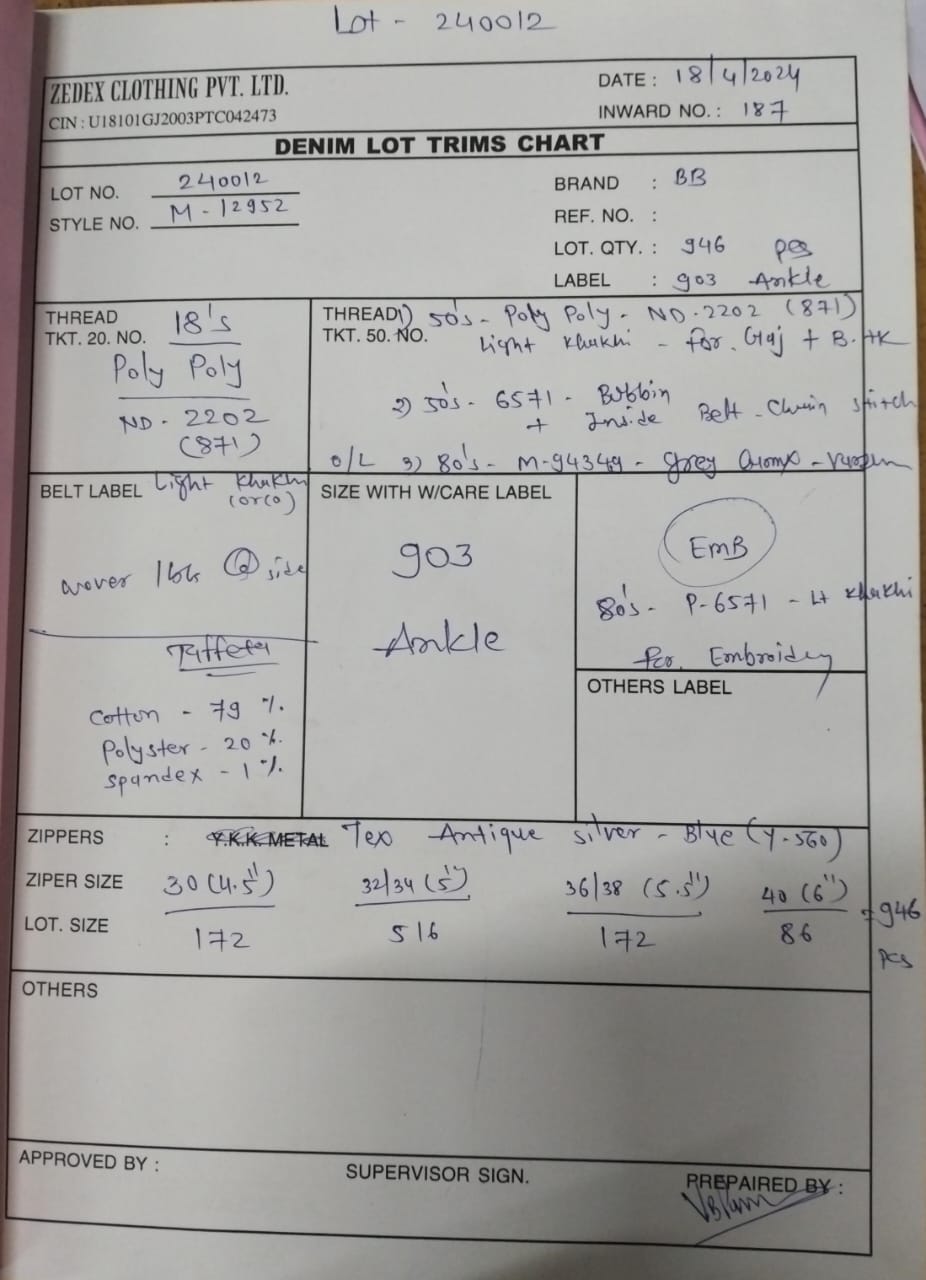 Lot - 240012
ZEDEX CLOTHING PVT. LTD.
CIN : U18101GJ2003PTC042473
DATE : 18/4/2024
INWARD NO. : 187
DENIM LOT TRIMS CHART
LOT NO. 240012
STYLE NO. M-12952
BRAND : BB
REF. NO. :
LOT. QTY. : 946 pcs
LABEL : 903 Ankle
THREAD 18's
TKT. 20. NO.
Poly Poly
ND-2202
(871)
Light Khakhi
(orco)
THREAD 1) 50's - Poly Poly - ND-2202 (871)
TKT. 50. NO. Light Khakhi - for Gaj + B.tK
2) 50's - 6571 - Bobbin
+ Inside Belt - Chain stitch
O/L 3) 80's - M-94349 - Grey
BELT LABEL
@ side
Taffeta
Cotton - 79 %.
Polyster - 20 %.
Spandex - 1 %.
SIZE WITH W/CARE LABEL
903
Ankle
EMB
80's - P-6571 - Lt Khakhi
for Embroidery
OTHERS LABEL
ZIPPERS : Y.K.K. METAL Tex Antique silver - Blue (Y-560)
ZIPER SIZE 30 (4.5") 32/34 (5") 36/38 (5.5") 40 (6")
LOT. SIZE 172 516 172 86 = 946 pcs
OTHERS
APPROVED BY :
SUPERVISOR SIGN.
PREPAIRED BY :